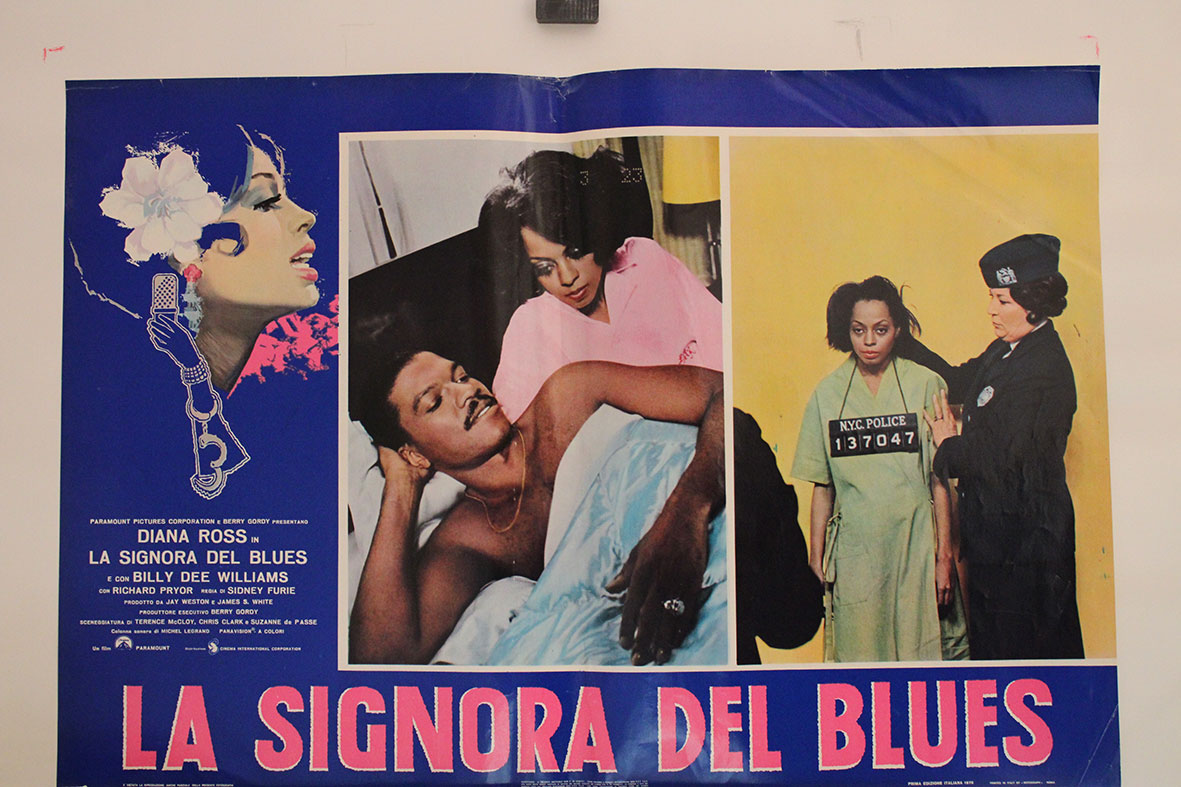 PARAMOUNT PICTURES CORPORATION E BERRY GORDY PRESENTANO
DIANA ROSS IN
LA SIGNORA DEL BLUES
E CON BILLY DEE WILLIAMS
CON RICHARD PRYOR REGIA DI SIDNEY FURIE
PRODOTTO DA JAY WESTON E JAMES S. WHITE
PRODUTTORE ESECUTIVO BERRY GORDY
SCENEGGIATURA DI TERENCE McCLOY, CHRIS CLARK E SUZANNE de PASSE
Colonna sonora di MICHEL LEGRAND PARAVISION® A COLORI
Un film PARAMOUNT Distribuzione CINEMA INTERNATIONAL CORPORATION
3 23
N.Y.C. POLICE
137047
LA SIGNORA DEL BLUES
PRIMA EDIZIONE ITALIANA